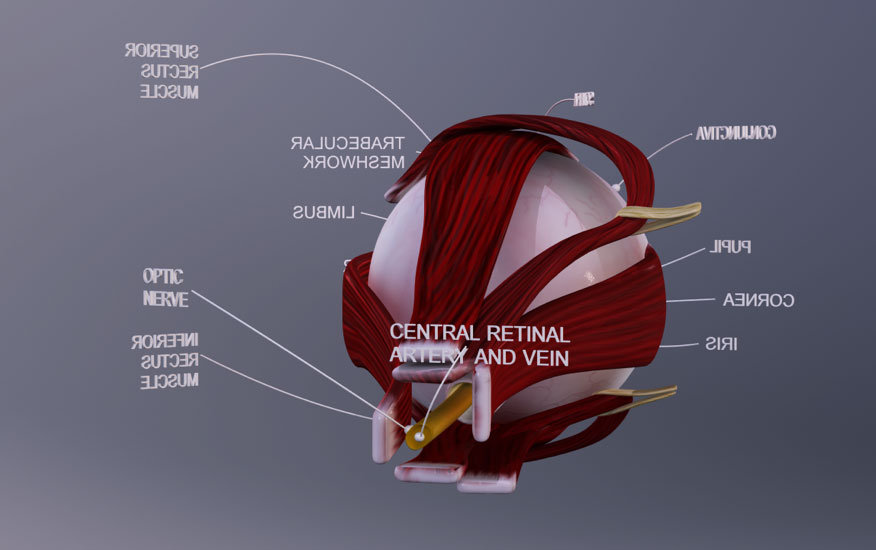 SUPERIOR
RECTUS
MUSCLE
SKIN
CONJUNCTIVA
TRABECULAR
MESHWORK
LIMBUS
PUPIL
OPTIC
NERVE
CORNEA
INFERIOR
RECTUS
MUSCLE
CENTRAL RETINAL
ARTERY AND VEIN
IRIS